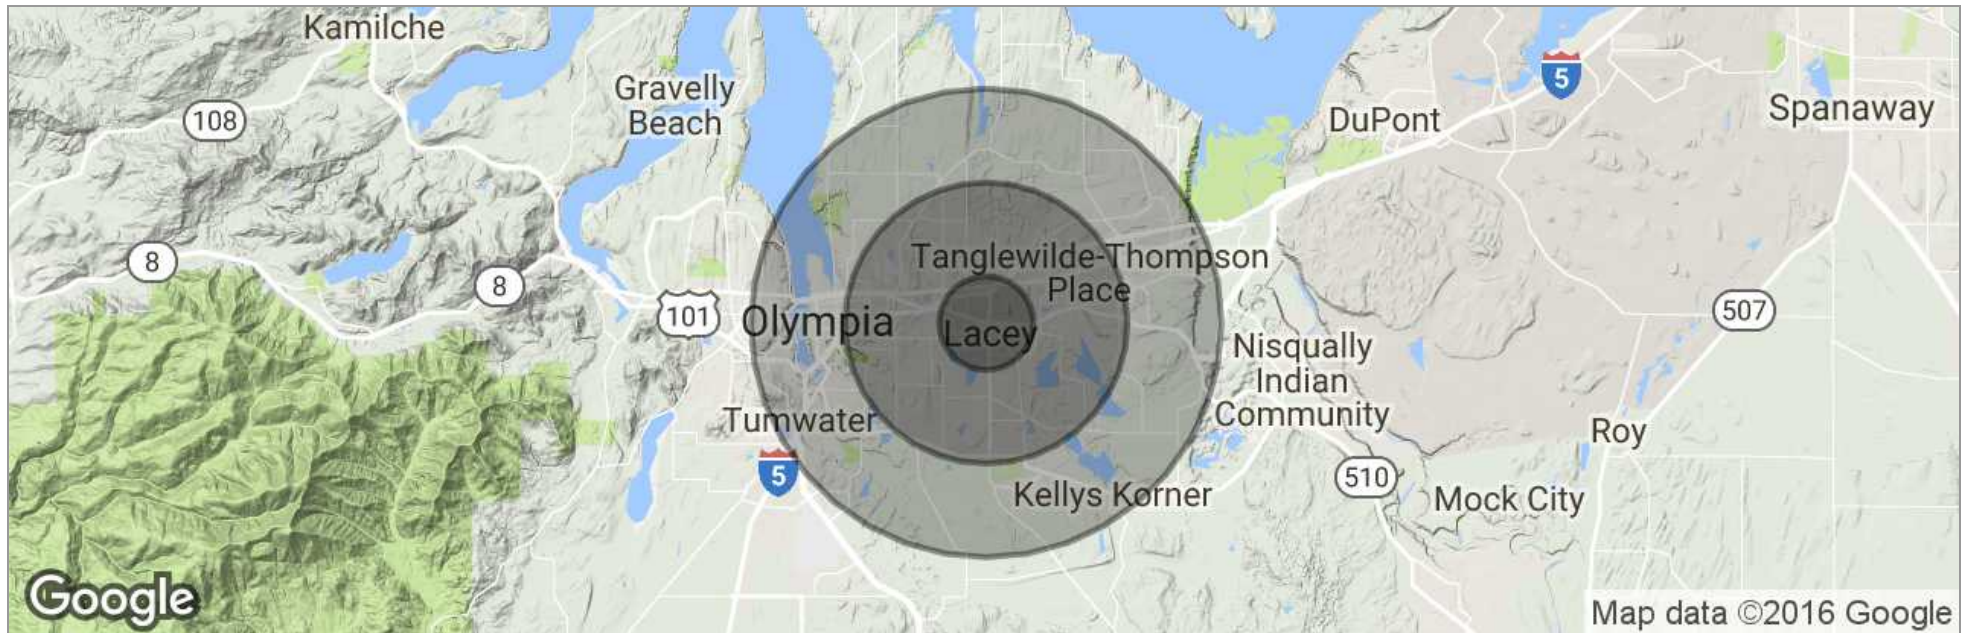 Kamilche
108
Gravelly
Beach
5
DuPont
Spanaway
8
8
101
Olympia
Tanglewilde-Thompson
Place
Lacey
507
Nisqually
Indian
Community
Tumwater
5
Roy
510
Kellys Korner
Mock City
Google
Map data ©2016 Google